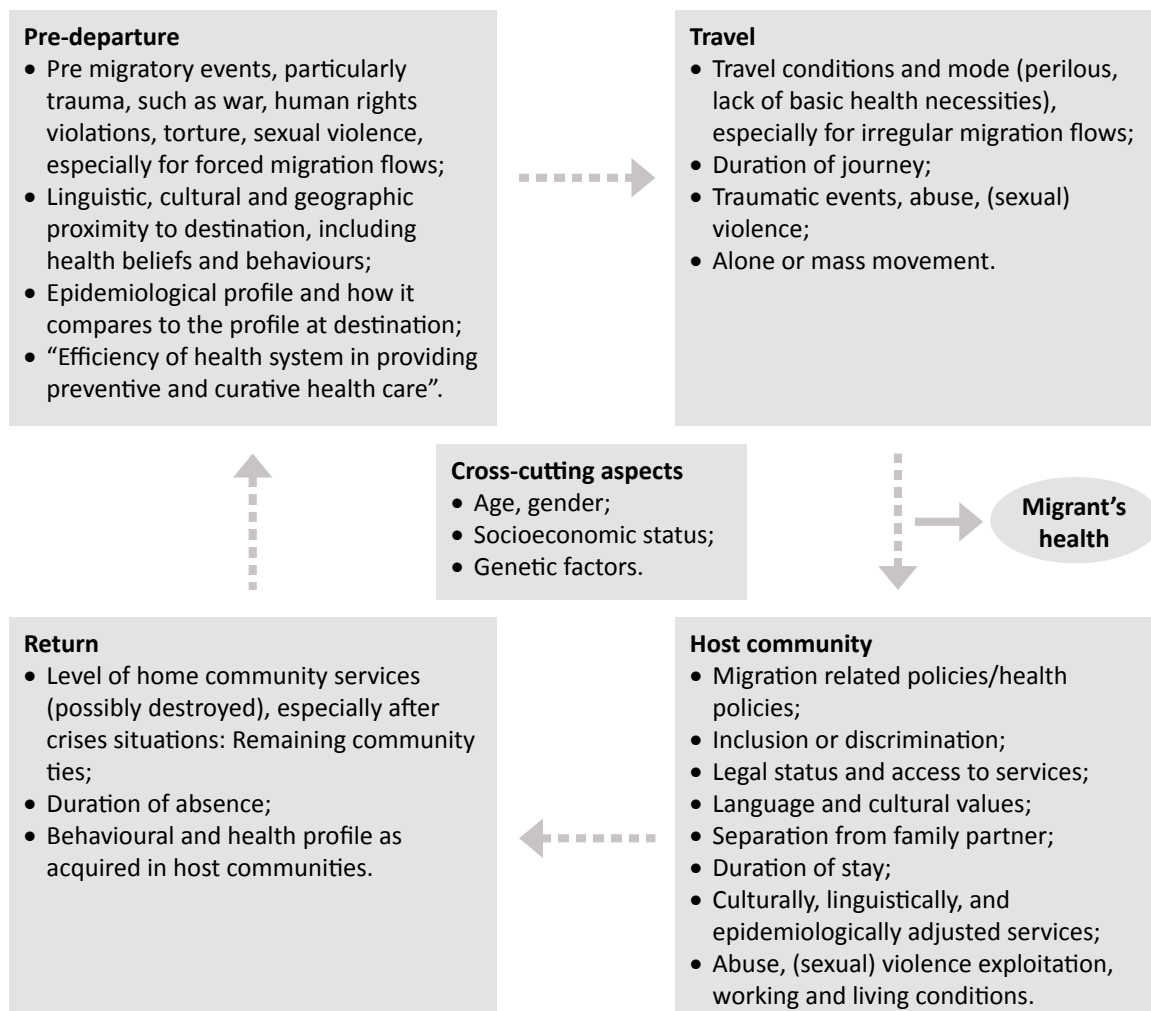 Pre-departure
• Pre migratory events, particularly
trauma, such as war, human rights
violations, torture, sexual violence,
especially for forced migration flows;
• Linguistic, cultural and geographic
proximity to destination, including
health beliefs and behaviours;
• Epidemiological profile and how it
compares to the profile at destination;
• “Efficiency of health system in providing
preventive and curative health care”.
Travel
• Travel conditions and mode (perilous,
lack of basic health necessities),
especially for irregular migration flows;
• Duration of journey;
• Traumatic events, abuse, (sexual)
violence;
• Alone or mass movement.
Cross-cutting aspects
• Age, gender;
• Socioeconomic status;
• Genetic factors.
Migrant’s
health
Return
• Level of home community services
(possibly destroyed), especially after
crises situations: Remaining community
ties;
• Duration of absence;
• Behavioural and health profile as
acquired in host communities.
Host community
• Migration related policies/health
policies;
• Inclusion or discrimination;
• Legal status and access to services;
• Language and cultural values;
• Separation from family partner;
• Duration of stay;
• Culturally, linguistically, and
epidemiologically adjusted services;
• Abuse, (sexual) violence exploitation,
working and living conditions.